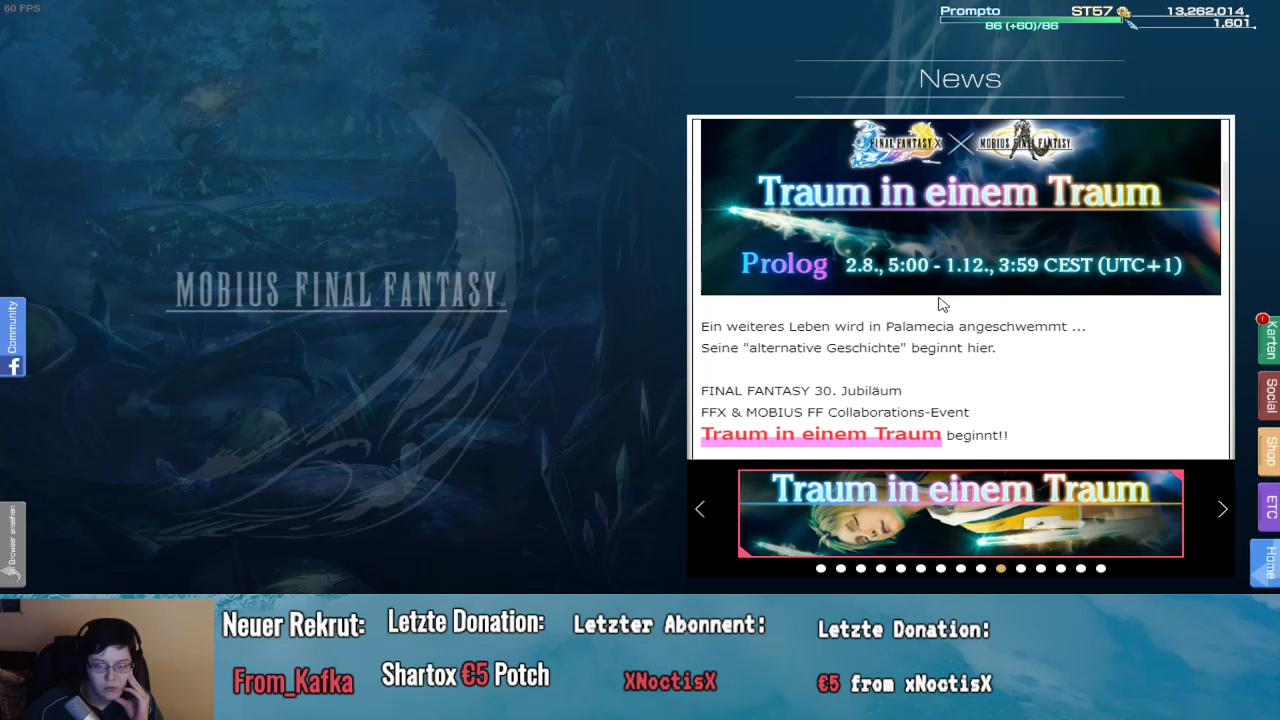 60 FPS
Prompto
ST57
13,262,014
86 (+60)/86
1,601
News
FINAL FANTASY X
MOBIUS FINAL FANTASY
Traum in einem Traum
Prolog 2.8., 5:00 - 1.12., 3:59 CEST (UTC+1)
MOBIUS FINAL FANTASY
Community
Ein weiteres Leben wird in Palamecia angeschwemmt ...
Seine "alternative Geschichte" beginnt hier.
FINAL FANTASY 30. Jubiläum
FFX & MOBIUS FF Collaborations-Event
Traum in einem Traum beginnt!!
Traum in einem Traum
Karten
Social
Shop
ETC
Home
Im Browser ansehen
Neuer Rekrut:
Letzte Donation:
Letzter Abonnent:
Letzte Donation:
From_Kafka
Shartox €5 Potch
XNoctisX
€5 from xNoctisX